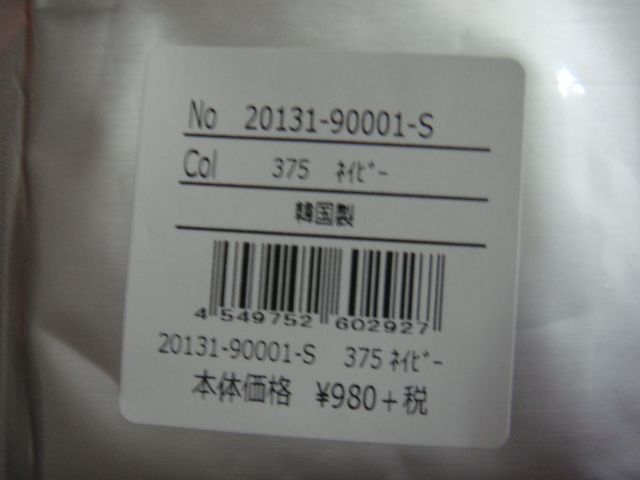 No 20131-90001-S
Col 375 ﾈｲﾋﾞｰ
韓国製
4 549752 602927
20131-90001-S 375 ﾈｲﾋﾞｰ
本体価格 ¥980+税